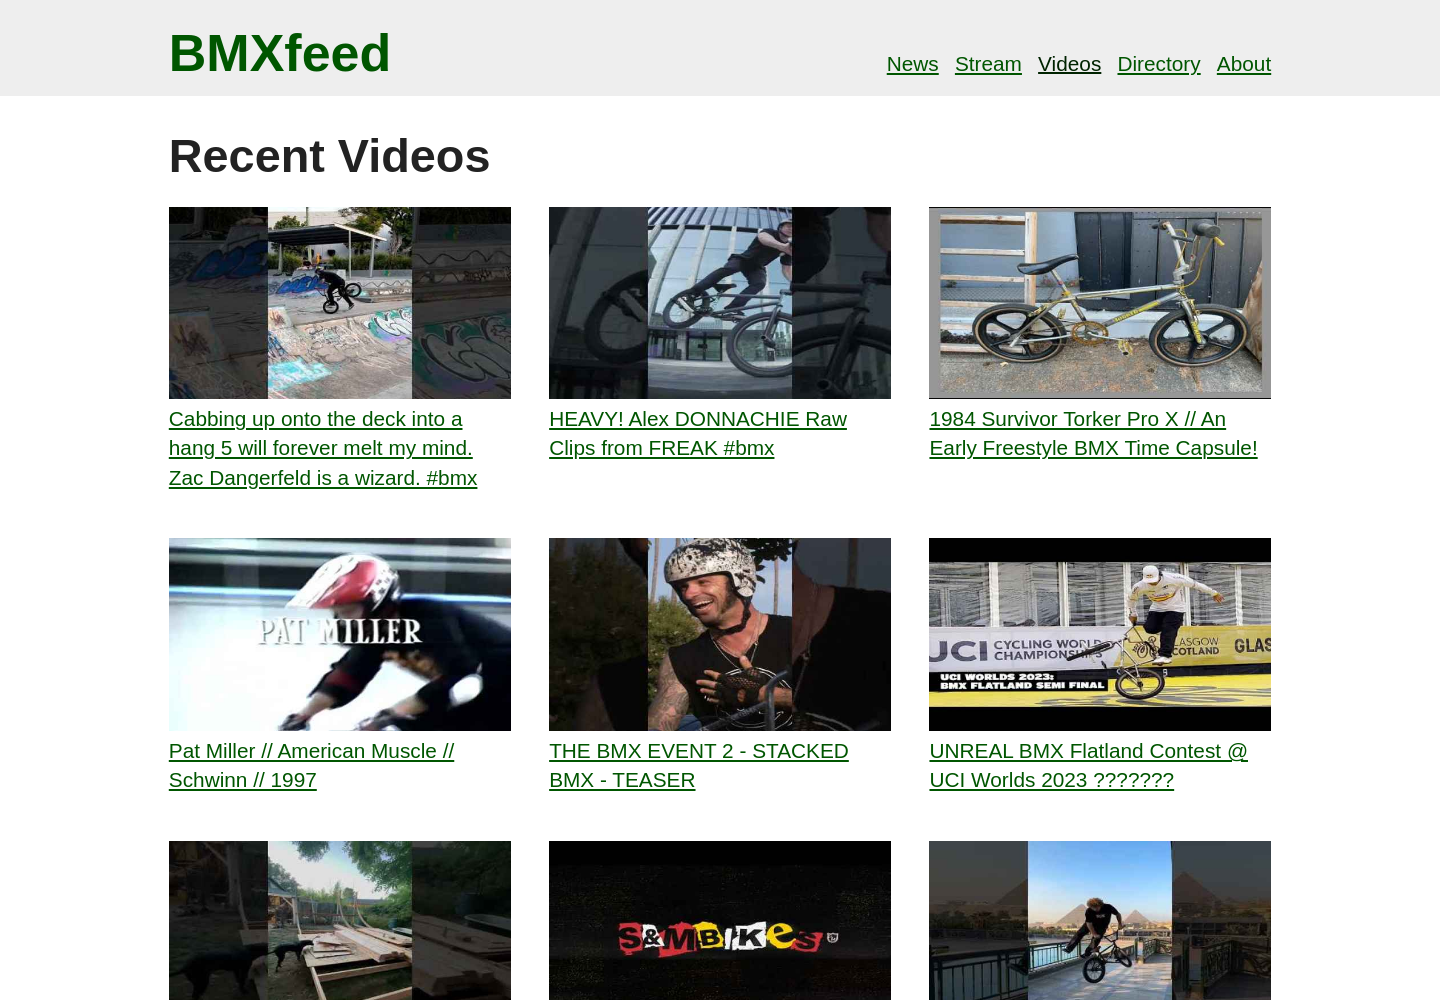 BMXfeed
News Stream Videos Directory About
Recent Videos
Cabbing up onto the deck into a
hang 5 will forever melt my mind.
Zac Dangerfeld is a wizard. #bmx
HEAVY! Alex DONNACHIE Raw
Clips from FREAK #bmx
1984 Survivor Torker Pro X // An
Early Freestyle BMX Time Capsule!
PAT MILLER
Pat Miller // American Muscle //
Schwinn // 1997
THE BMX EVENT 2 - STACKED
BMX - TEASER
UCI CYCLING WORLD
CHAMPIONSHIPS
SCOTLAND
UCI WORLDS 2023:
BMX FLATLAND SEMI FINAL
UNREAL BMX Flatland Contest @
UCI Worlds 2023 ???????
S&M BIKES